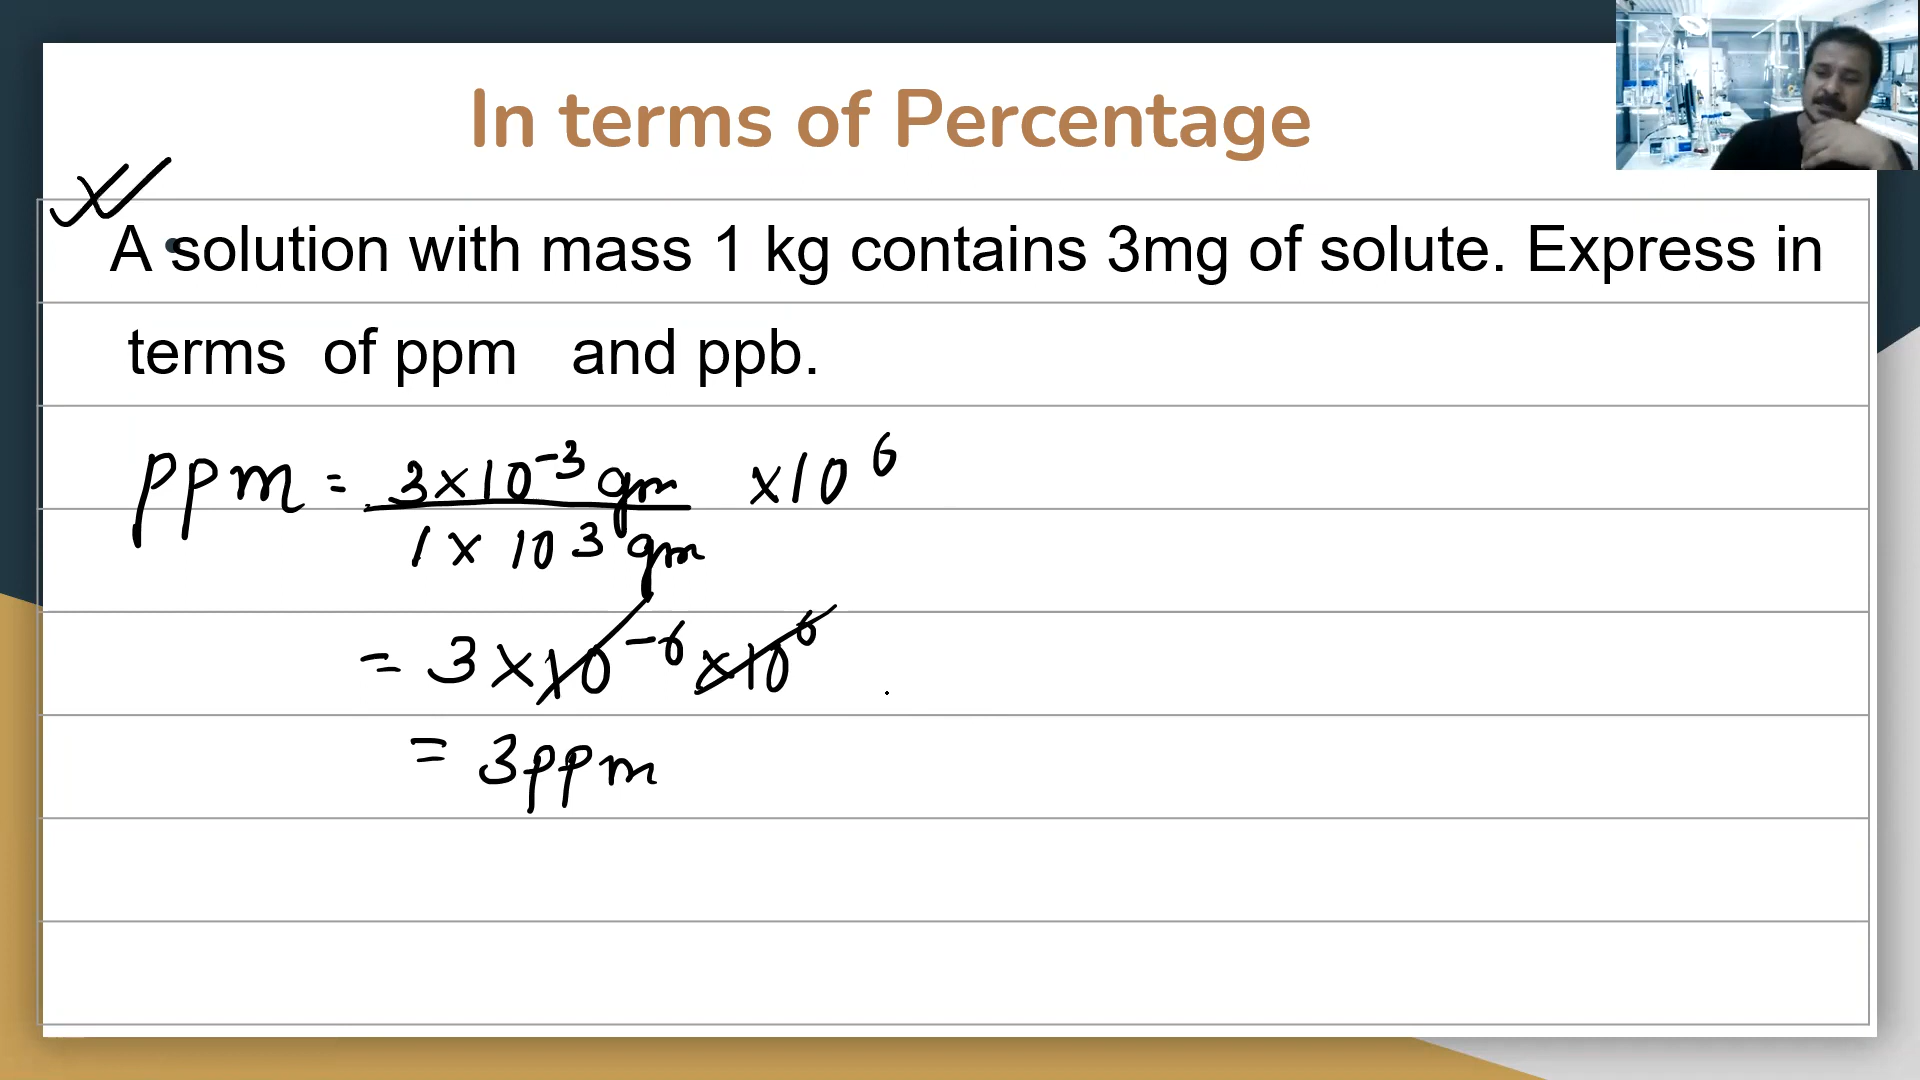 In terms of Percentage
A solution with mass 1 kg contains 3mg of solute. Express in
terms of ppm and ppb.
ppm = 3×10⁻³ gm / 1×10³ gm ×10⁶
= 3×10⁻⁶×10⁶
= 3ppm